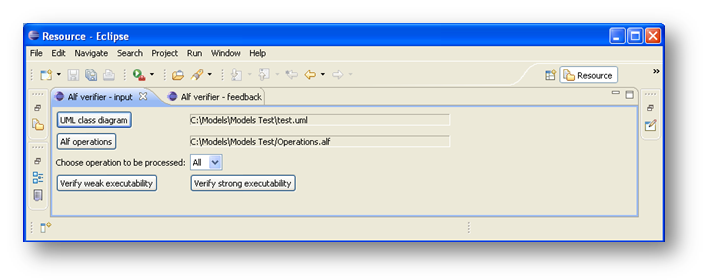 Resource - Eclipse
File Edit Navigate Search Project Run Window Help
Resource »
Alf verifier - input Alf verifier - feedback
UML class diagram C:\Models\Models Test\test.uml
Alf operations C:\Models\Models Test/Operations.alf
Choose operation to be processed: All
Verify weak executability Verify strong executability